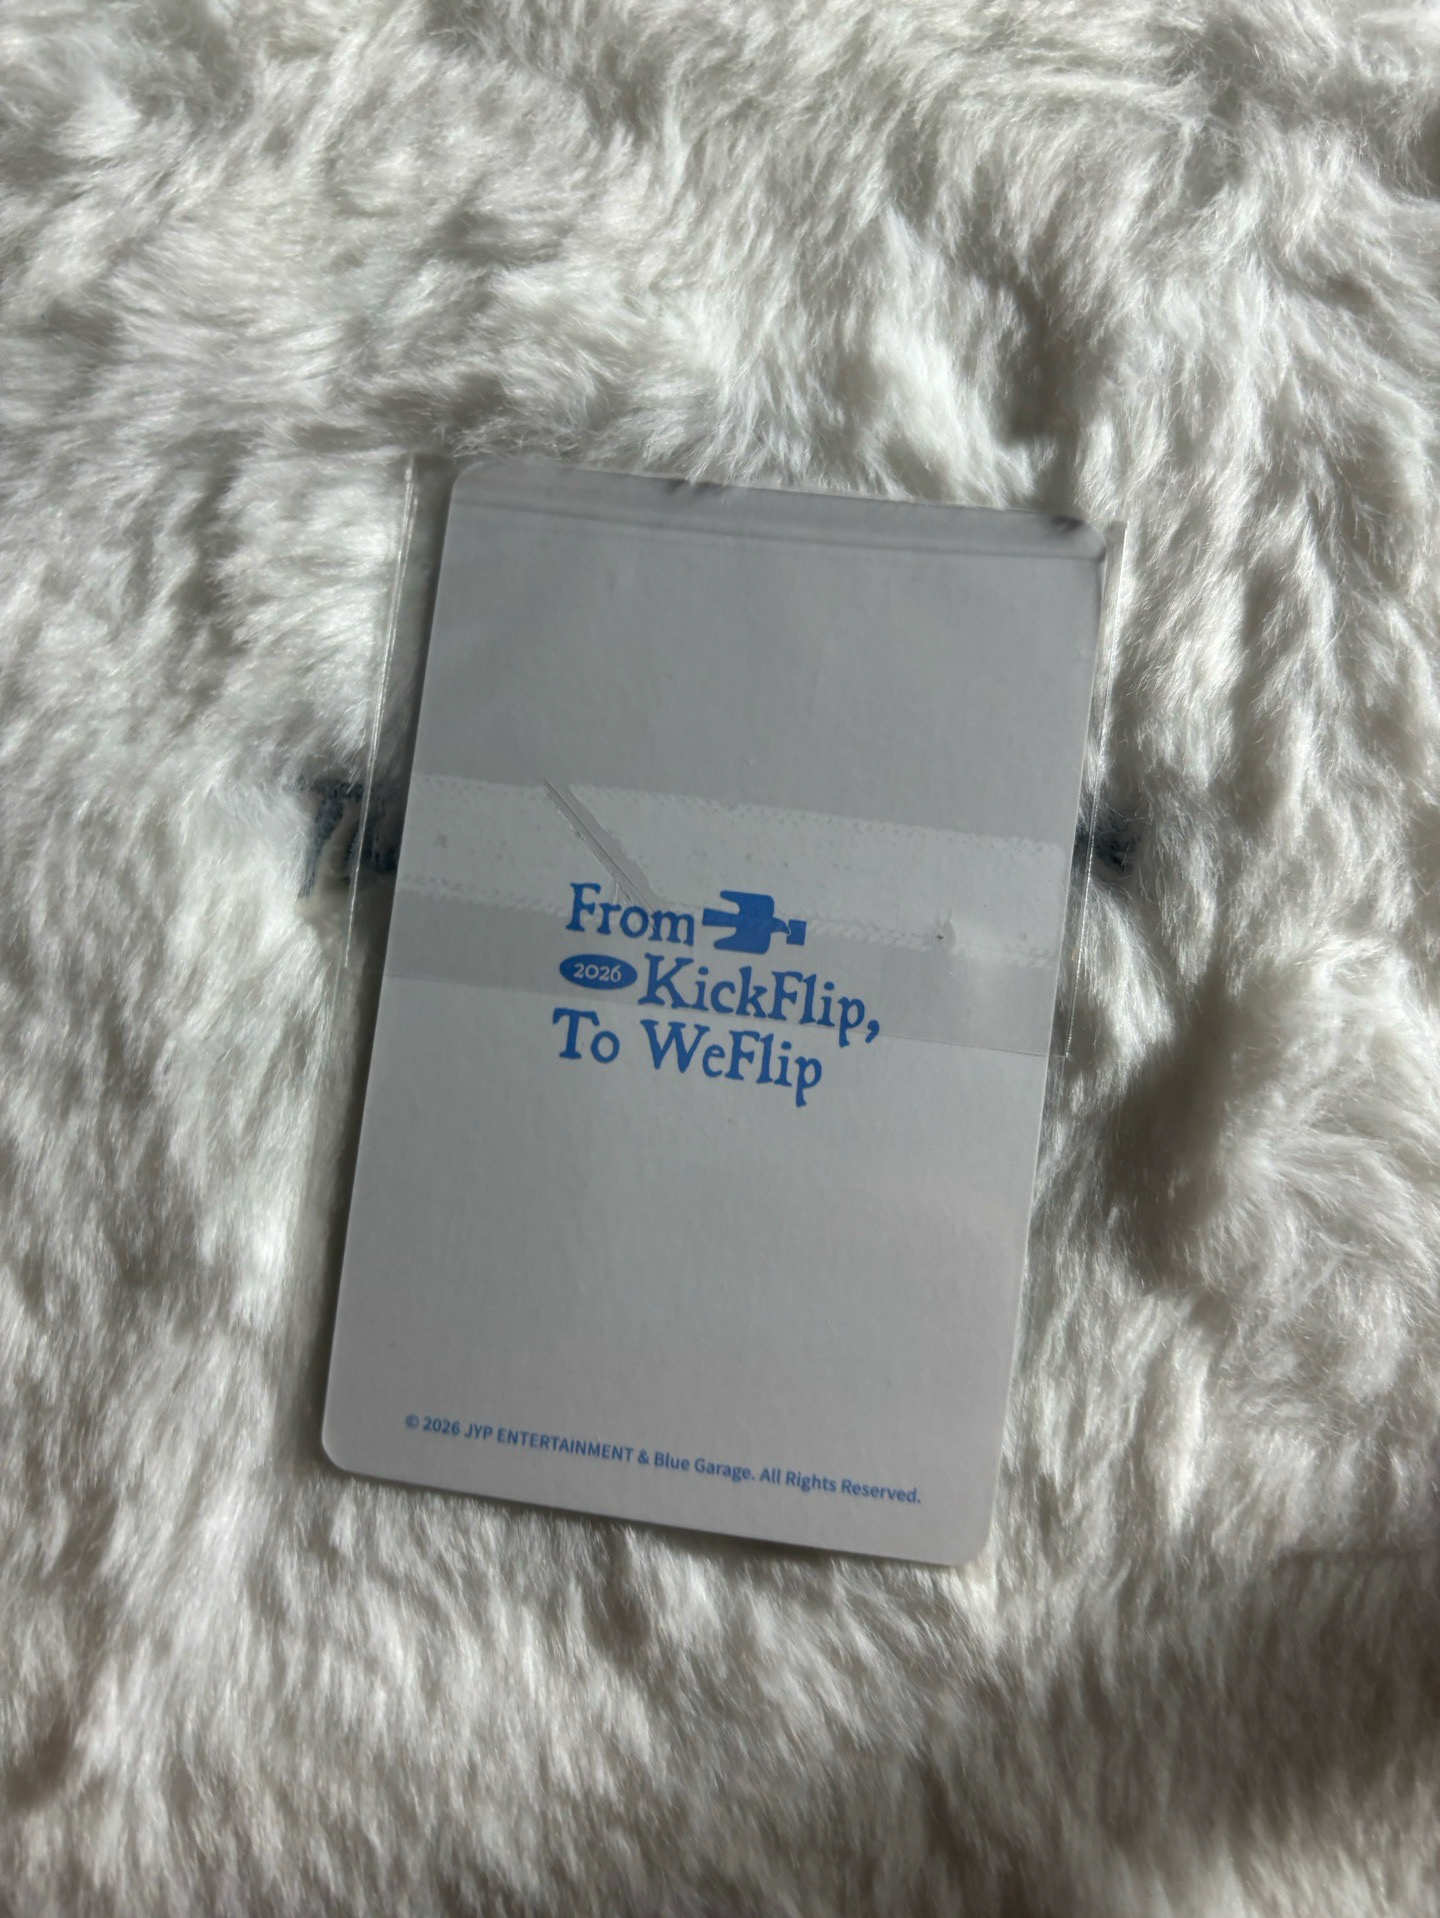 From
2026 KickFlip,
To WeFlip
© 2026 JYP ENTERTAINMENT & Blue Garage. All Rights Reserved.